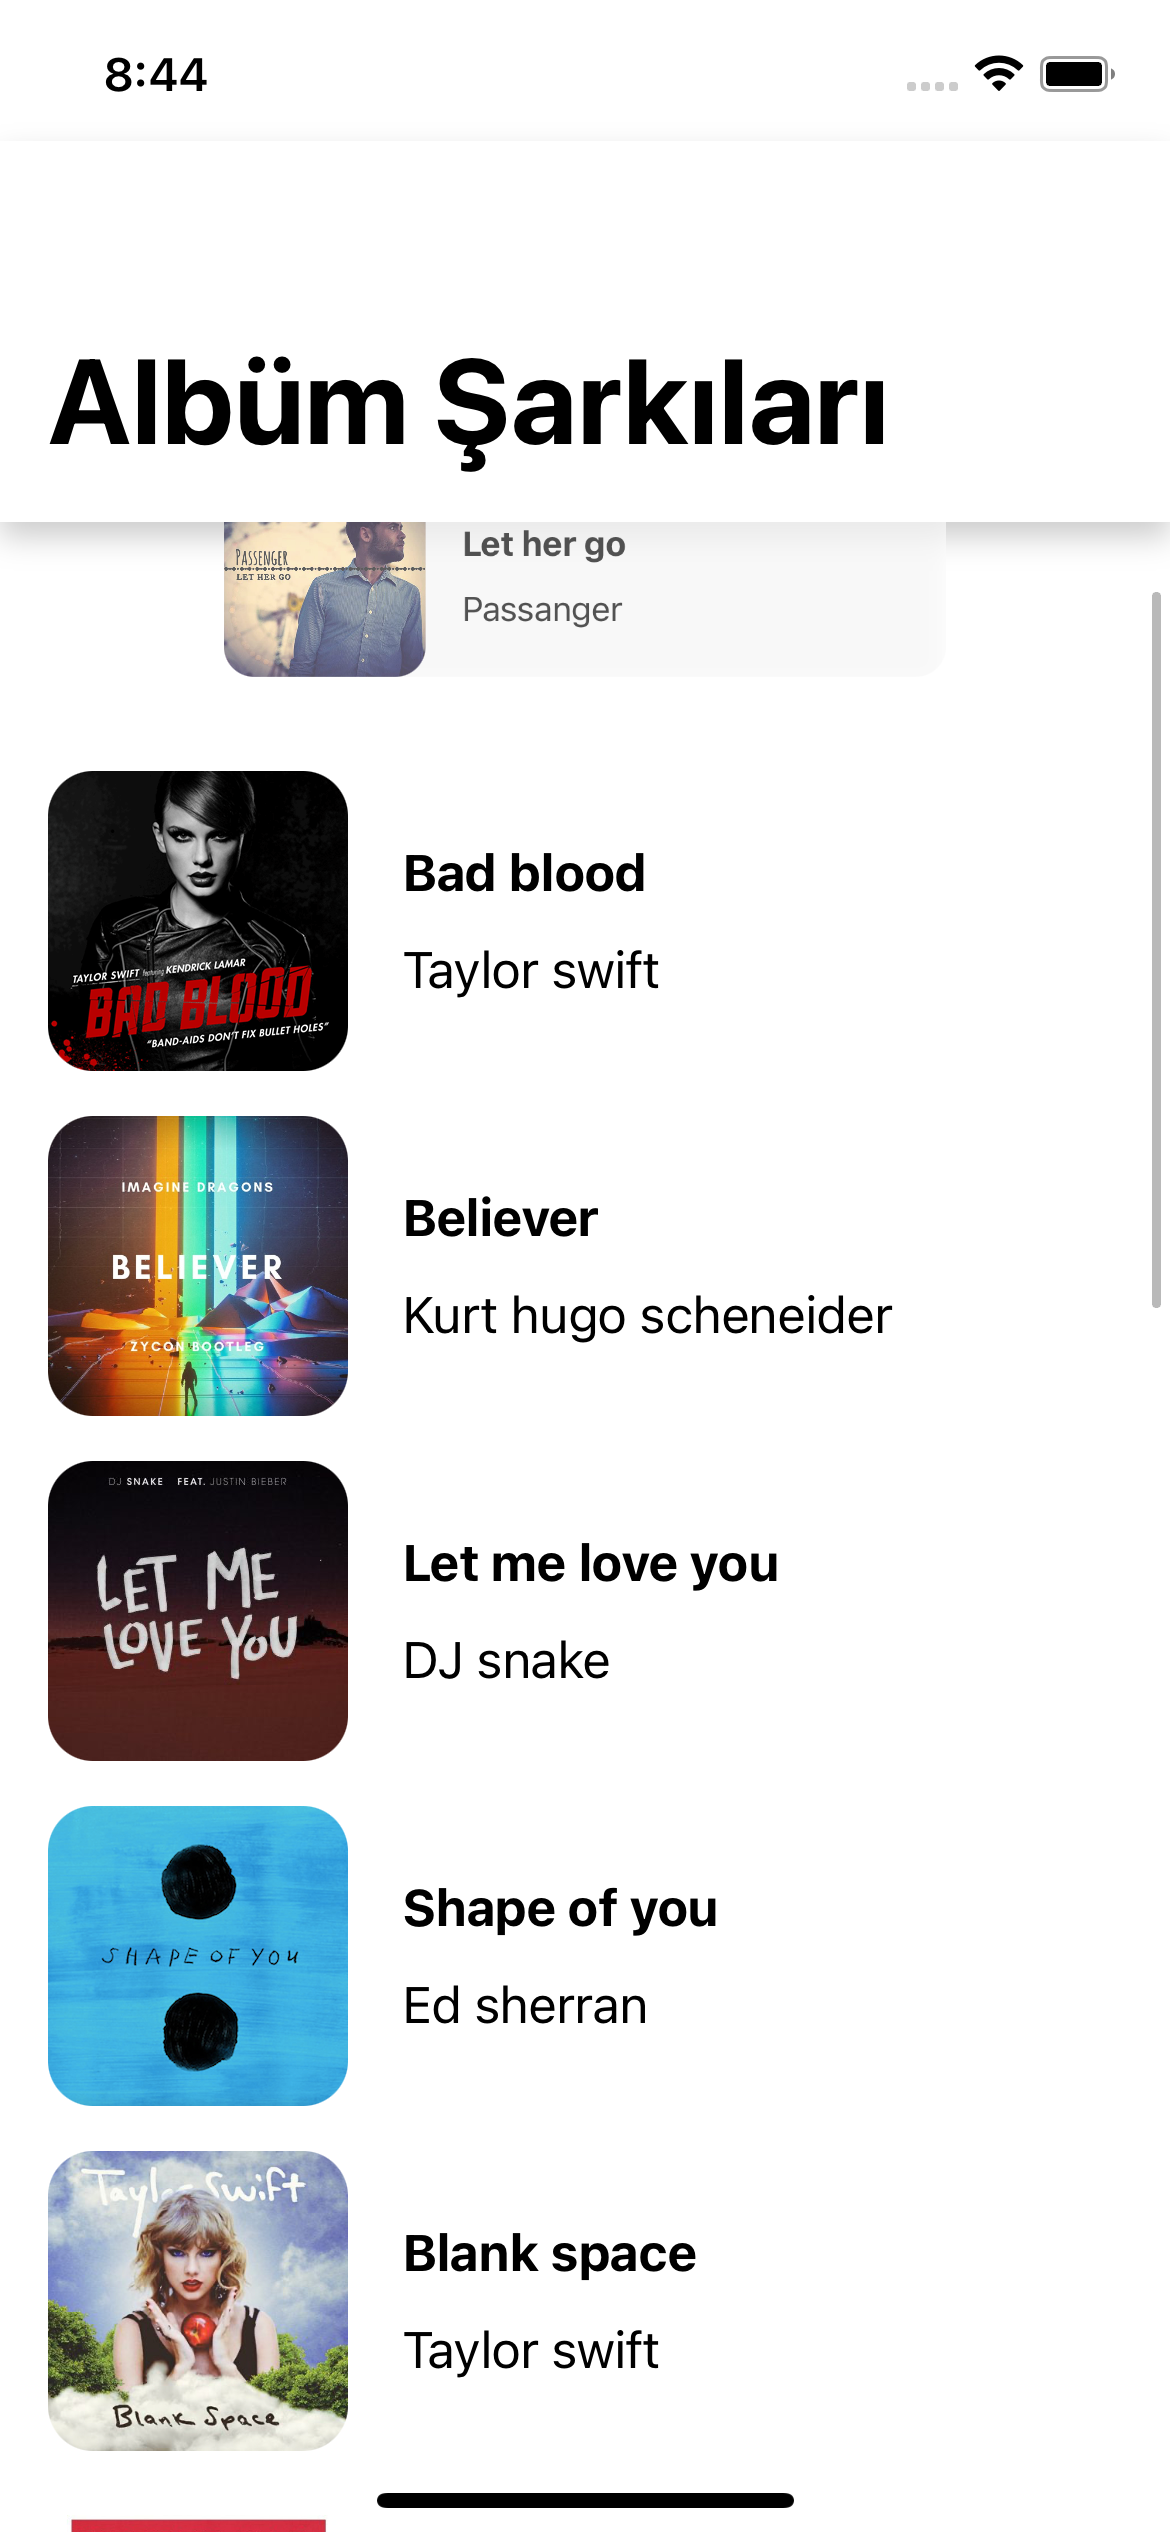 8:44
Albüm Şarkıları
PASSENGER
LET HER GO
Let her go
Passanger
TAYLOR SWIFT featuring KENDRICK LAMAR
BAD BLOOD
"BAND-AIDS DON'T FIX BULLET HOLES"
Bad blood
Taylor swift
IMAGINE DRAGONS
BELIEVER
ZYCON BOOTLEG
Believer
Kurt hugo scheneider
DJ SNAKE FEAT. JUSTIN BIEBER
LET ME
LOVE YOU
Let me love you
DJ snake
SHAPE OF YOU
Shape of you
Ed sherran
Taylor Swift
Blank Space
Blank space
Taylor swift